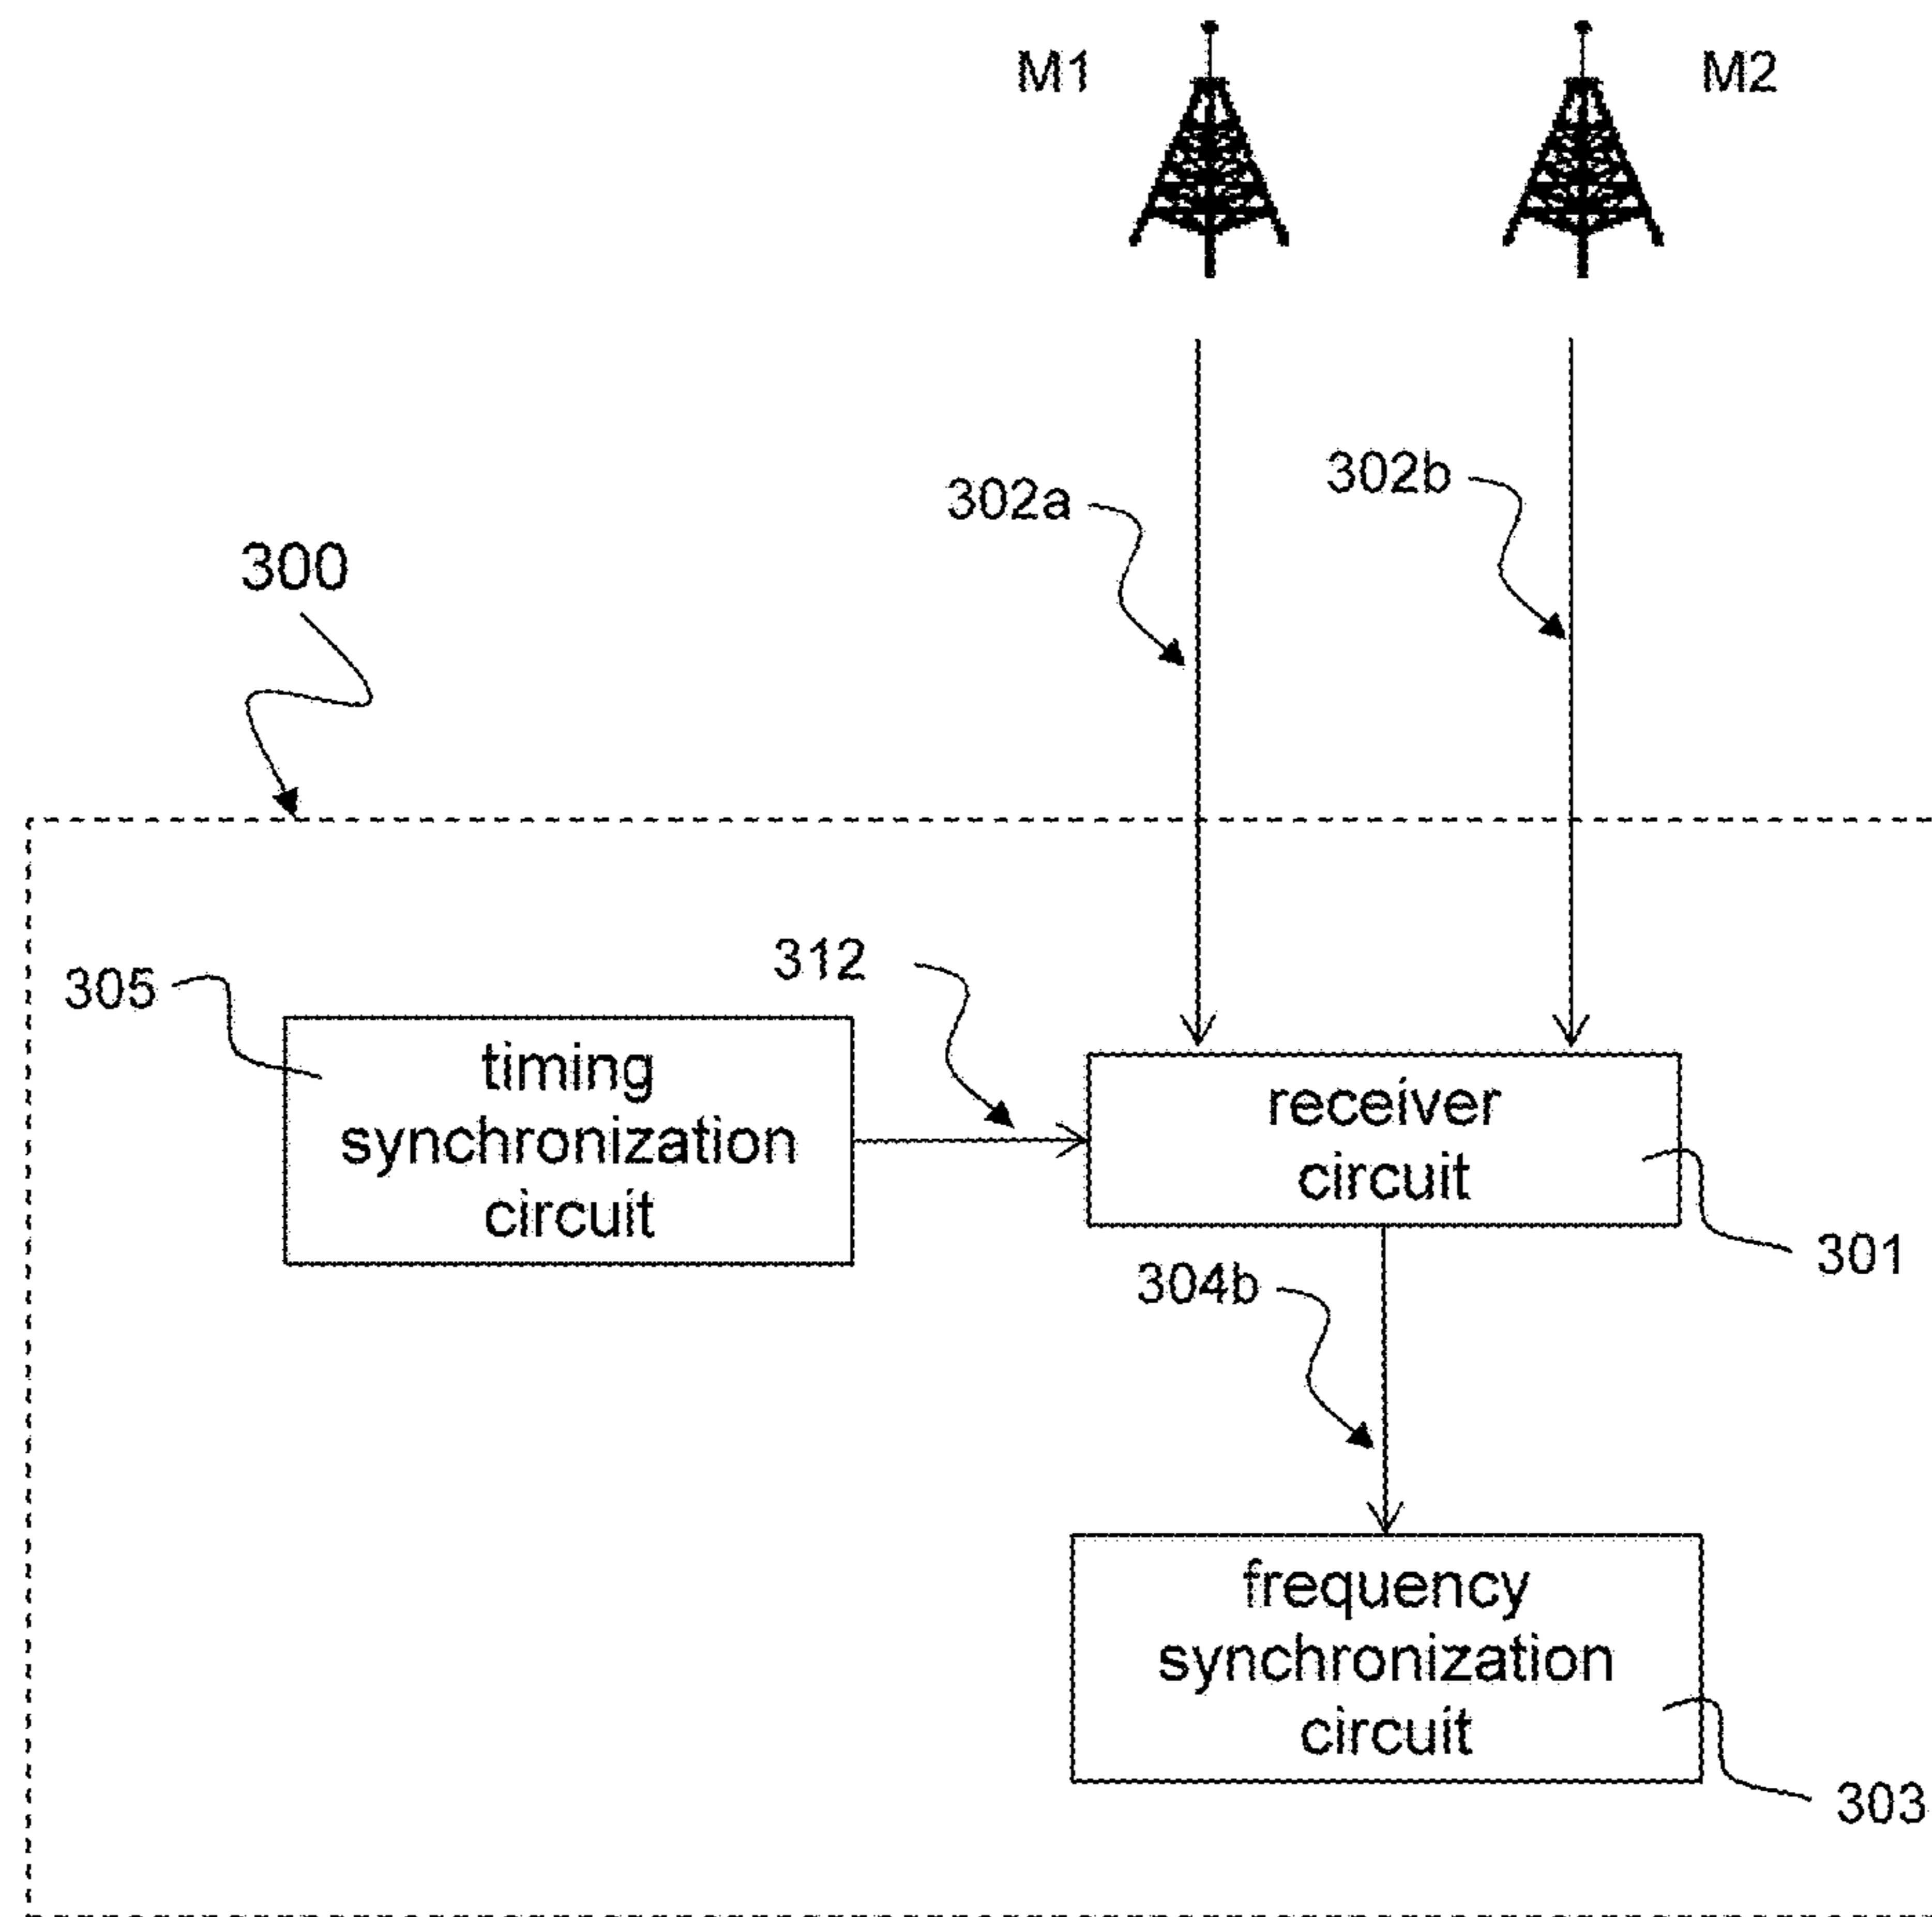 M1
M2
302a
302b
300
312
305
timing
synchronization
circuit
receiver
circuit
301
304b
frequency
synchronization
circuit
303